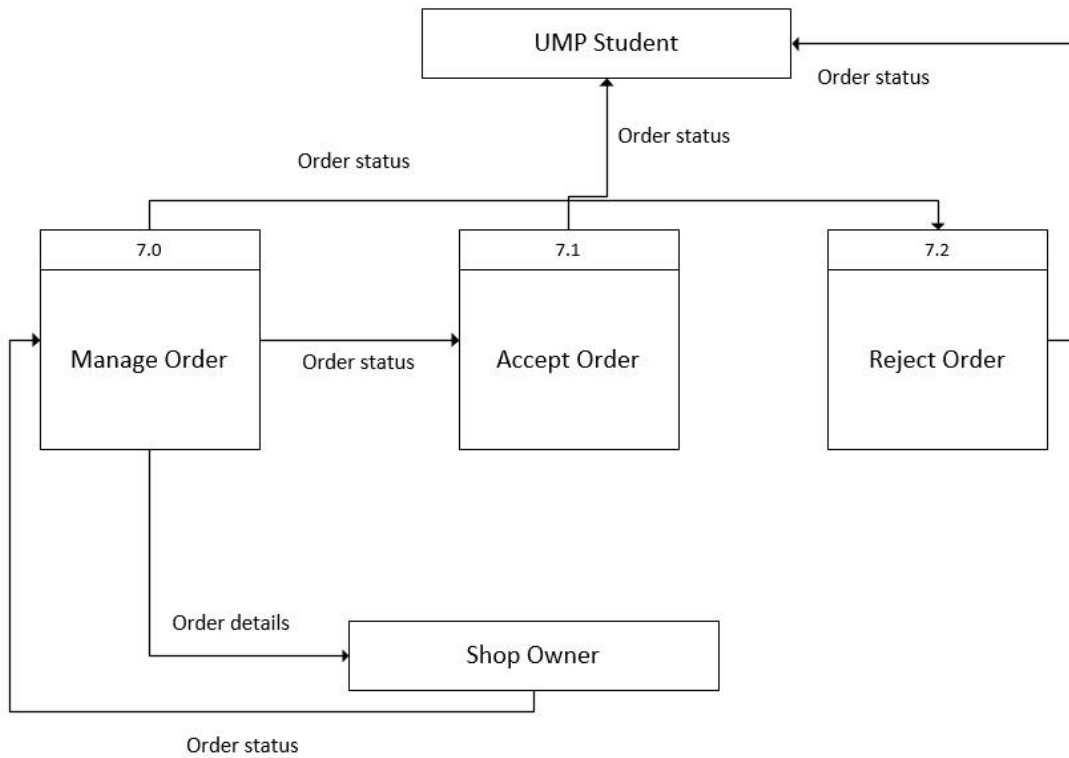 UMP Student
Order status
Order status
Order status
7.0
7.1
7.2
Manage Order
Accept Order
Reject Order
Order status
Order details
Shop Owner
Order status